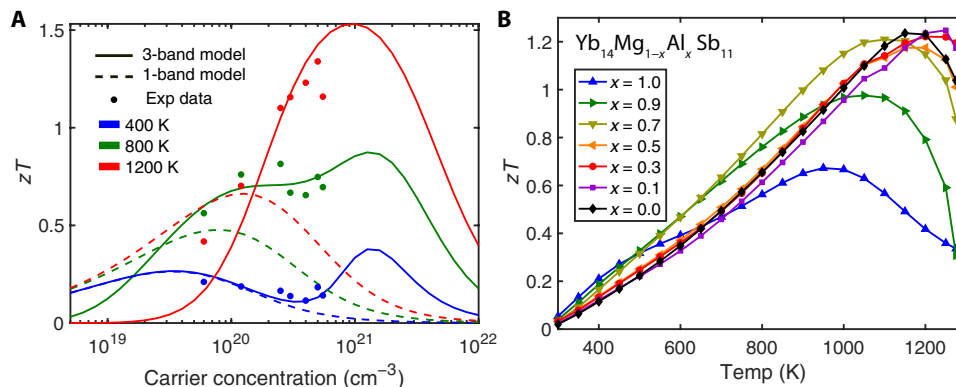 A
zT
1.5
1
0.5
0
3-band model
1-band model
Exp data
400 K
800 K
1200 K
10^19
10^20
10^21
10^22
Carrier concentration (cm^-3)
B
zT
1.2
1
0.8
0.6
0.4
0.2
0
Yb14Mg1-xAlxSb11
x = 1.0
x = 0.9
x = 0.7
x = 0.5
x = 0.3
x = 0.1
x = 0.0
400 600 800 1000 1200
Temp (K)